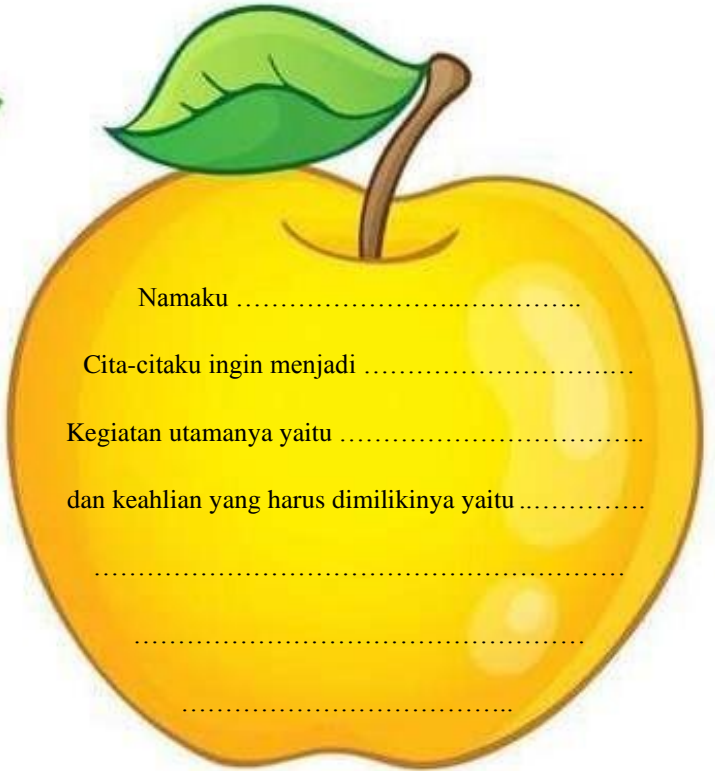 Namaku ……………………..…………..
Cita-citaku ingin menjadi ……………………….…
Kegiatan utamanya yaitu ……………………………..
dan keahlian yang harus dimilikinya yaitu ..………….
……………………………………………………
……………………………………………
………………………………..